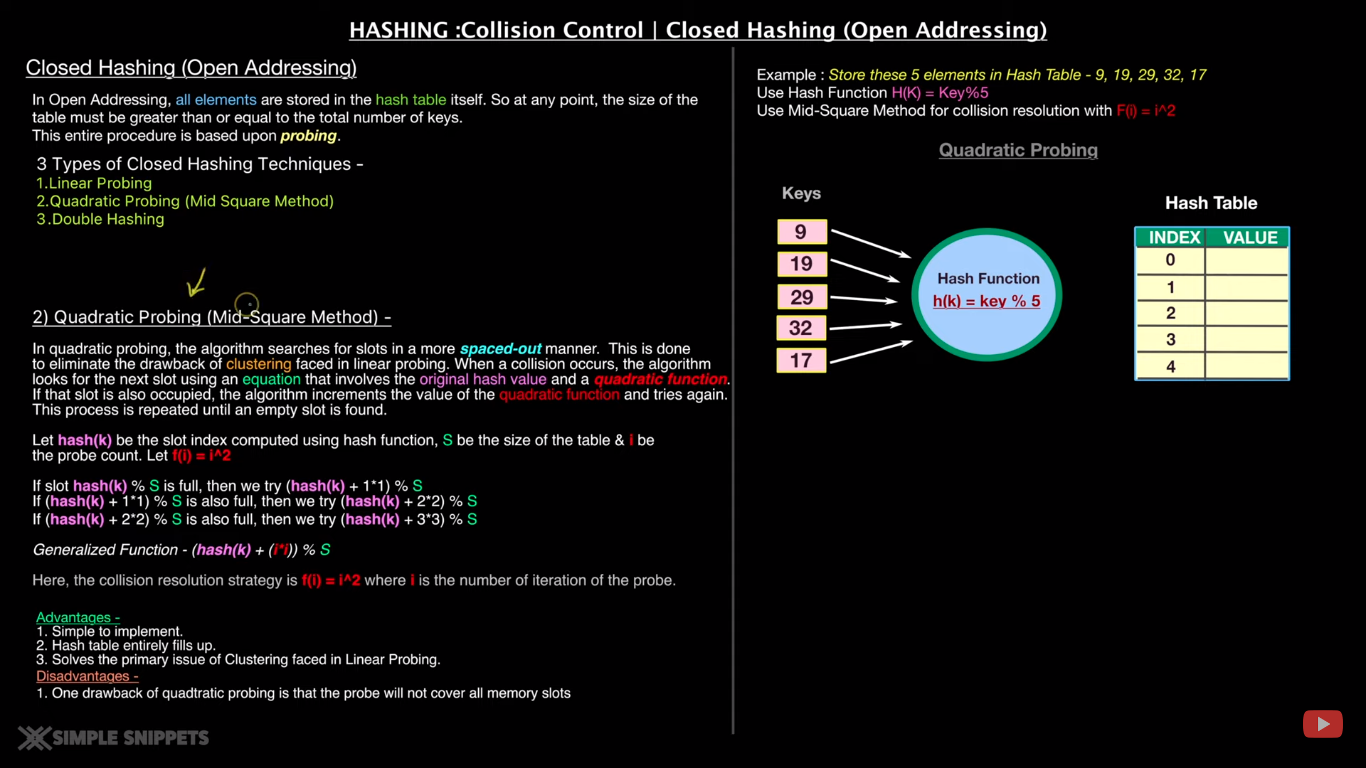 HASHING :Collision Control | Closed Hashing (Open Addressing)
Closed Hashing (Open Addressing)
In Open Addressing, all elements are stored in the hash table itself. So at any point, the size of the
table must be greater than or equal to the total number of keys.
This entire procedure is based upon probing.
3 Types of Closed Hashing Techniques -
1.Linear Probing
2.Quadratic Probing (Mid Square Method)
3.Double Hashing
2) Quadratic Probing (Mid-Square Method) -
In quadratic probing, the algorithm searches for slots in a more spaced-out manner. This is done
to eliminate the drawback of clustering faced in linear probing. When a collision occurs, the algorithm
looks for the next slot using an equation that involves the original hash value and a quadratic function.
If that slot is also occupied, the algorithm increments the value of the quadratic function and tries again.
This process is repeated until an empty slot is found.
Let hash(k) be the slot index computed using hash function, S be the size of the table & i be
the probe count. Let f(i) = i^2
If slot hash(k) % S is full, then we try (hash(k) + 1*1) % S
If (hash(k) + 1*1) % S is also full, then we try (hash(k) + 2*2) % S
If (hash(k) + 2*2) % S is also full, then we try (hash(k) + 3*3) % S
Generalized Function - (hash(k) + (i*i)) % S
Here, the collision resolution strategy is f(i) = i^2 where i is the number of iteration of the probe.
Advantages -
1. Simple to implement.
2. Hash table entirely fills up.
3. Solves the primary issue of Clustering faced in Linear Probing.
Disadvantages -
1. One drawback of quadtratic probing is that the probe will not cover all memory slots
SIMPLE SNIPPETS
Example : Store these 5 elements in Hash Table - 9, 19, 29, 32, 17
Use Hash Function H(K) = Key%5
Use Mid-Square Method for collision resolution with F(i) = i^2
Quadratic Probing
Keys
9
19
29
32
17
Hash Function
h(k) = key % 5
Hash Table
INDEX VALUE
0
1
2
3
4